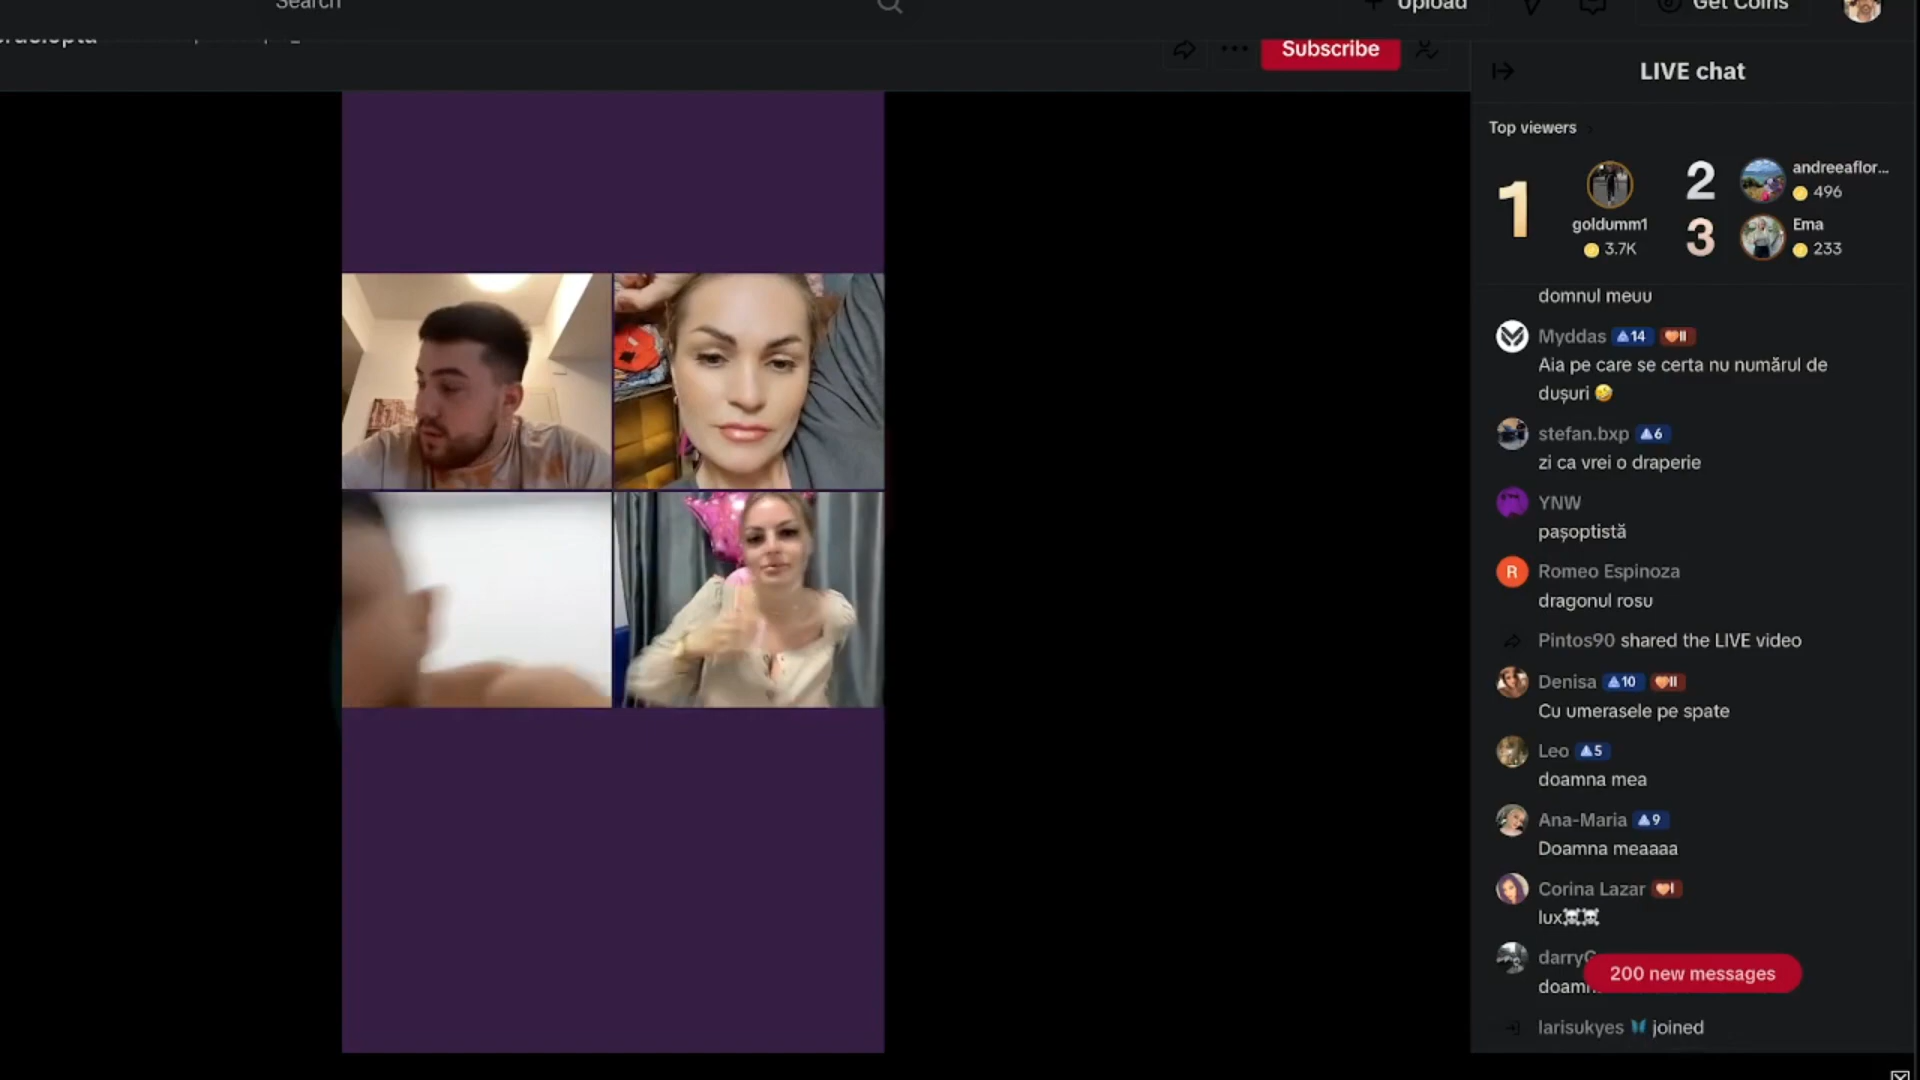 Search
Upload
Get Coins
Subscribe
LIVE chat
Top viewers
1
goldumm1
3.7K
2
andreeaflor...
496
3
Ema
233
domnul meuu
Myddas 14 II
Aia pe care se certa nu numărul de
dușuri 🤣
stefan.bxp 6
zi ca vrei o draperie
YNW
pașoptistă
R
Romeo Espinoza
dragonul rosu
Pintos90 shared the LIVE video
Denisa 10 II
Cu umerasele pe spate
Leo 5
doamna mea
Ana-Maria 9
Doamna meaaaa
Corina Lazar I
lux☠️☠️
200 new messages
larisukyes 🦋 joined